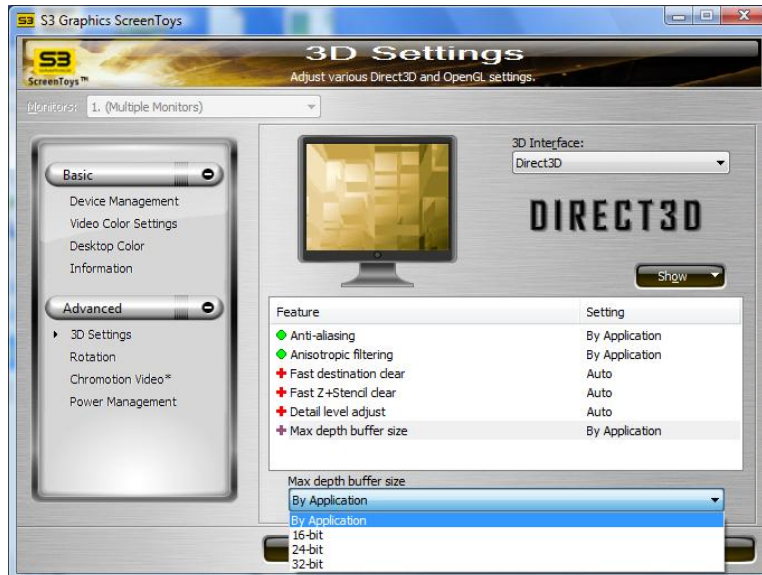 S3 S3 Graphics ScreenToys
S3
ScreenToys™
3D Settings
Adjust various Direct3D and OpenGL settings.
Monitors: 1. (Multiple Monitors)
Basic
Device Management
Video Color Settings
Desktop Color
Information
Advanced
3D Settings
Rotation
Chromotion Video*
Power Management
3D Interface:
Direct3D
DIRECT3D
Show
Feature Setting
Anti-aliasing By Application
Anisotropic filtering By Application
Fast destination clear Auto
Fast Z+Stencil clear Auto
Detail level adjust Auto
Max depth buffer size By Application
Max depth buffer size
By Application
By Application
16-bit
24-bit
32-bit